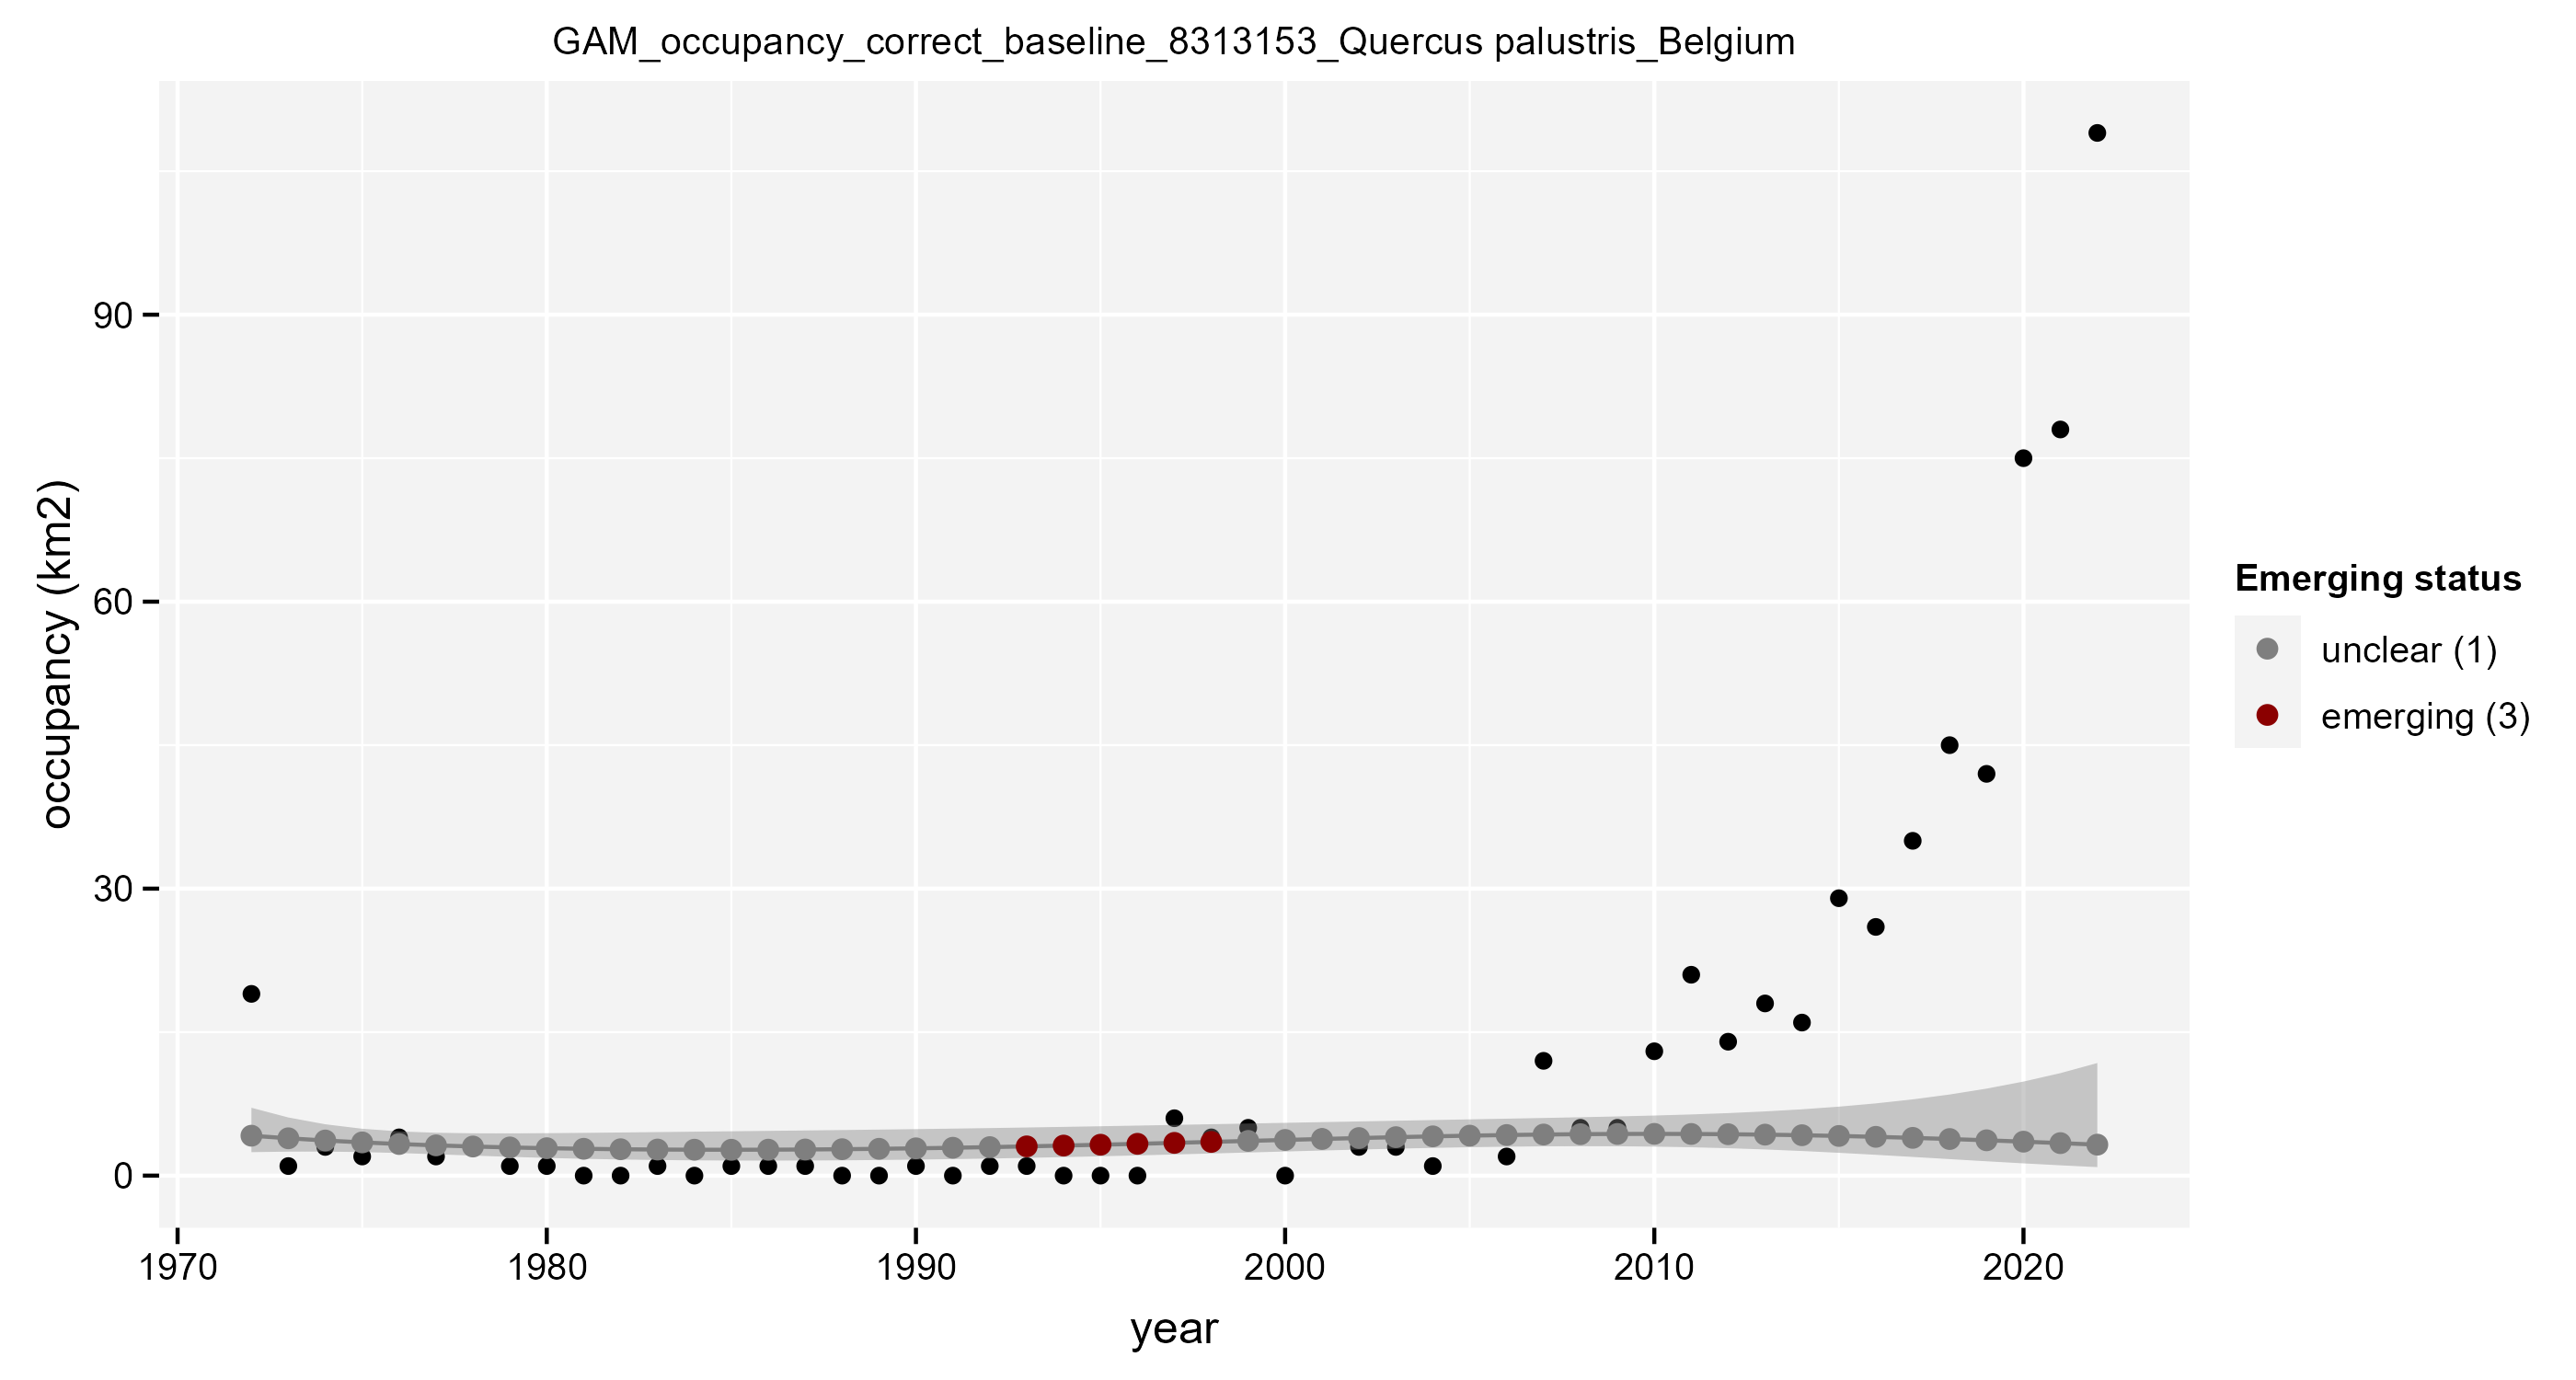 GAM_occupancy_correct_baseline_8313153_Quercus palustris_Belgium
occupancy (km2)
90
60
30
0
1970 1980 1990 2000 2010 2020
year
Emerging status
unclear (1)
emerging (3)